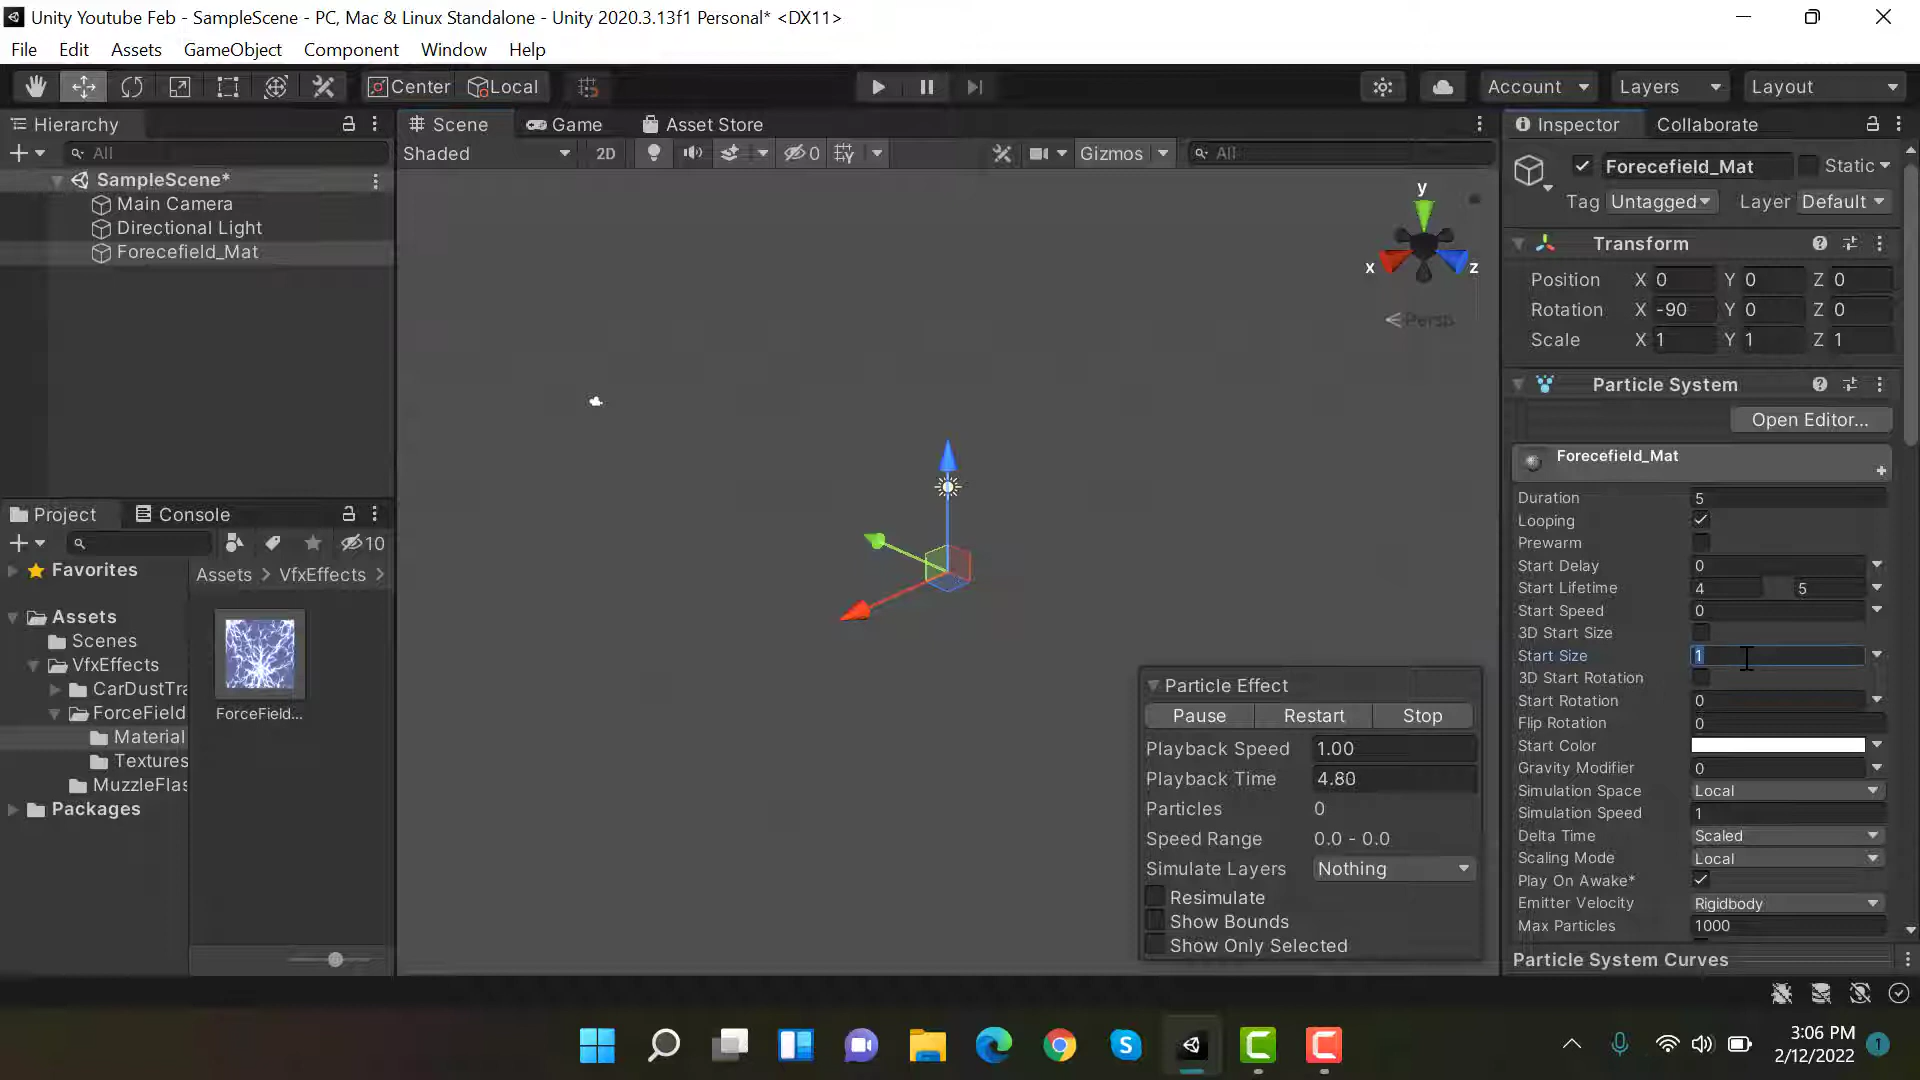 Unity Youtube Feb - SampleScene - PC, Mac & Linux Standalone - Unity 2020.3.13f1 Personal* <DX11>
File Edit Assets GameObject Component Window Help
Center Local Account Layers Layout
Hierarchy
All
SampleScene*
Main Camera
Directional Light
Forecefield_Mat
Scene Game Asset Store
Shaded 2D 0 Gizmos All
y
x z
Persp
Particle Effect
Pause Restart Stop
Playback Speed 1.00
Playback Time 4.80
Particles 0
Speed Range 0.0 - 0.0
Simulate Layers Nothing
Resimulate
Show Bounds
Show Only Selected
Project Console
10
Favorites
Assets
Scenes
VfxEffects
CarDustTra
ForceField
Material
Textures
MuzzleFlas
Packages
Assets > VfxEffects >
ForceField...
Inspector Collaborate
Forecefield_Mat Static
Tag Untagged Layer Default
Transform
Position X 0 Y 0 Z 0
Rotation X -90 Y 0 Z 0
Scale X 1 Y 1 Z 1
Particle System
Open Editor...
Forecefield_Mat
Duration 5
Looping
Prewarm
Start Delay 0
Start Lifetime 4 5
Start Speed 0
3D Start Size
Start Size 1
3D Start Rotation
Start Rotation 0
Flip Rotation 0
Start Color
Gravity Modifier 0
Simulation Space Local
Simulation Speed 1
Delta Time Scaled
Scaling Mode Local
Play On Awake*
Emitter Velocity Rigidbody
Max Particles 1000
Particle System Curves
3:06 PM
2/12/2022
1